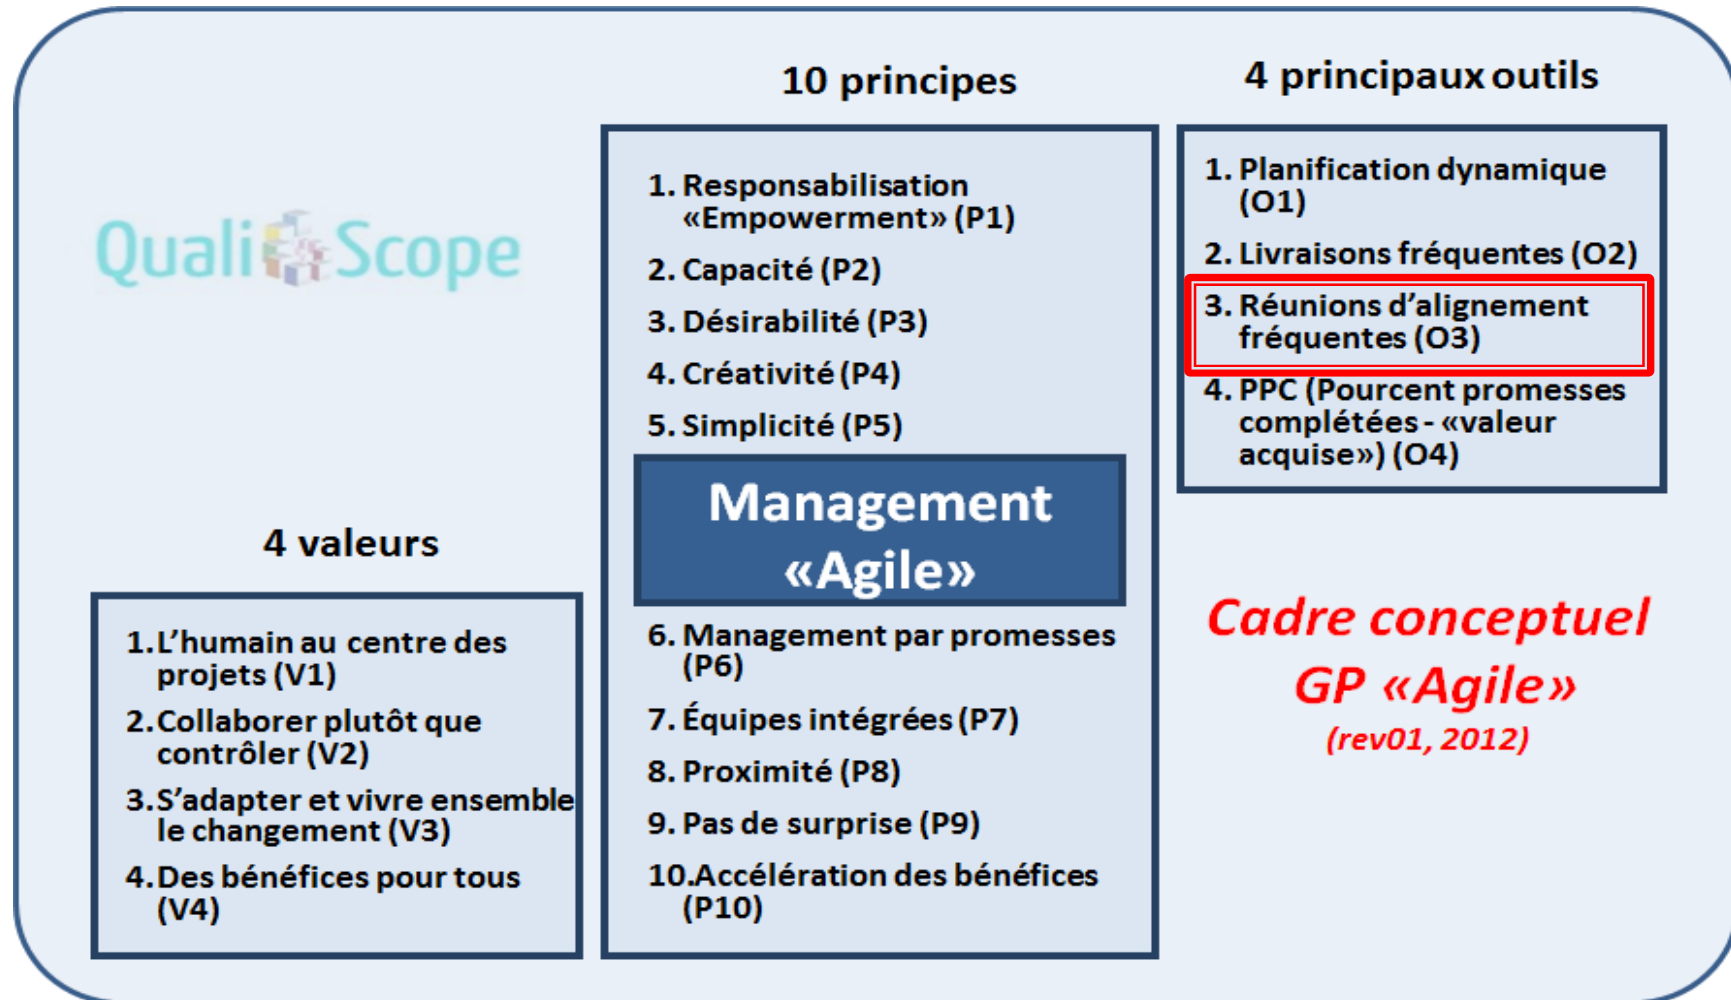 QualiScope
4 valeurs
1.L’humain au centre des
projets (V1)
2.Collaborer plutôt que
contrôler (V2)
3.S’adapter et vivre ensemble
le changement (V3)
4.Des bénéfices pour tous
(V4)
10 principes
1. Responsabilisation
«Empowerment» (P1)
2. Capacité (P2)
3. Désirabilité (P3)
4. Créativité (P4)
5. Simplicité (P5)
Management
«Agile»
6. Management par promesses
(P6)
7. Équipes intégrées (P7)
8. Proximité (P8)
9. Pas de surprise (P9)
10.Accélération des bénéfices
(P10)
4 principaux outils
1. Planification dynamique
(O1)
2. Livraisons fréquentes (O2)
3. Réunions d’alignement
fréquentes (O3)
4. PPC (Pourcent promesses
complétées - «valeur
acquise») (O4)
Cadre conceptuel
GP «Agile»
(rev01, 2012)